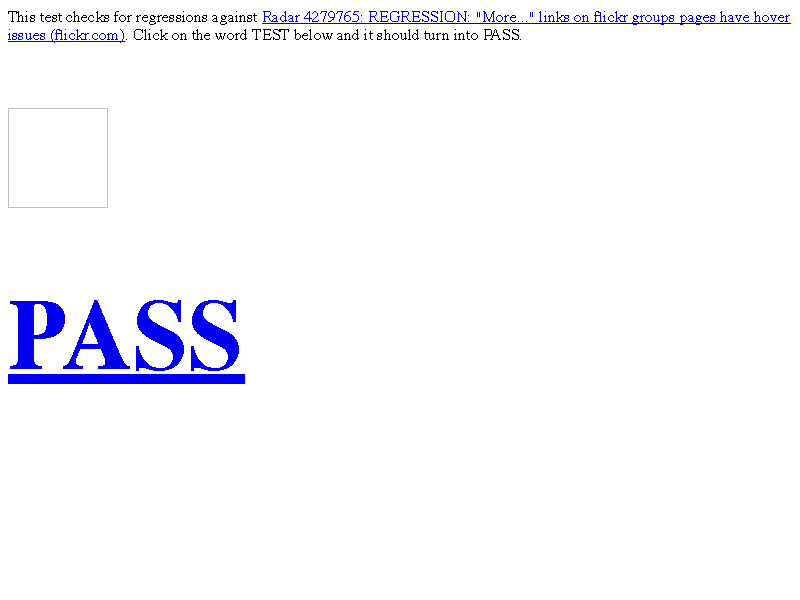 This test checks for regressions against Radar 4279765: REGRESSION: "More..." links on flickr groups pages have hover
issues (flickr.com). Click on the word TEST below and it should turn into PASS.
PASS